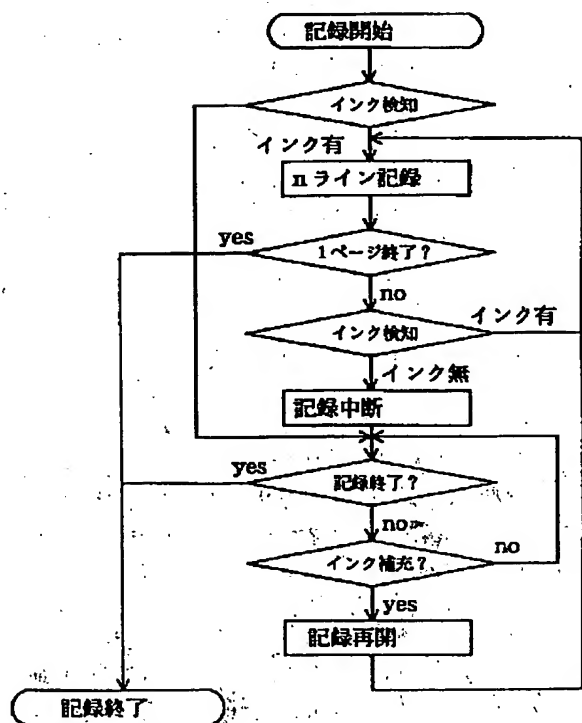 記録開始
インク検知
インク有
nライン記録
yes
1ページ終了?
no
インク検知
インク有
インク無
記録中断
yes
記録終了?
no
インク補充?
no
yes
記録再開
記録終了